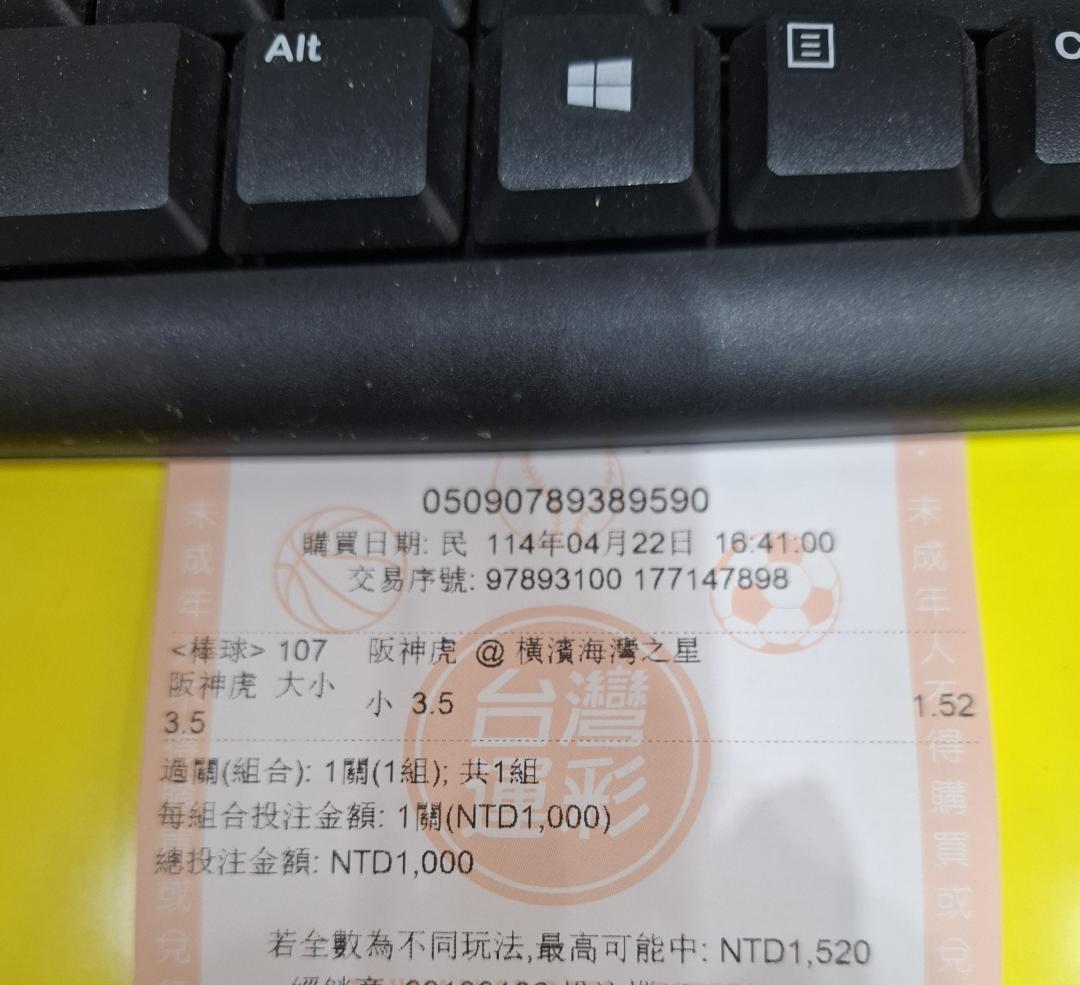 Alt
C
05090789389590
購買日期: 民 114年04月22日 16:41:00
交易序號: 97893100 177147898
<棒球> 107 阪神虎 @ 橫濱海灣之星
阪神虎 大小
3.5
小 3.5
1.52
過關(組合): 1關(1組); 共1組
每組合投注金額: 1關(NTD1,000)
總投注金額: NTD1,000
若全數為不同玩法,最高可能中: NTD1,520
台灣
運彩
未成年
或兌
未成年人不得購買或兌